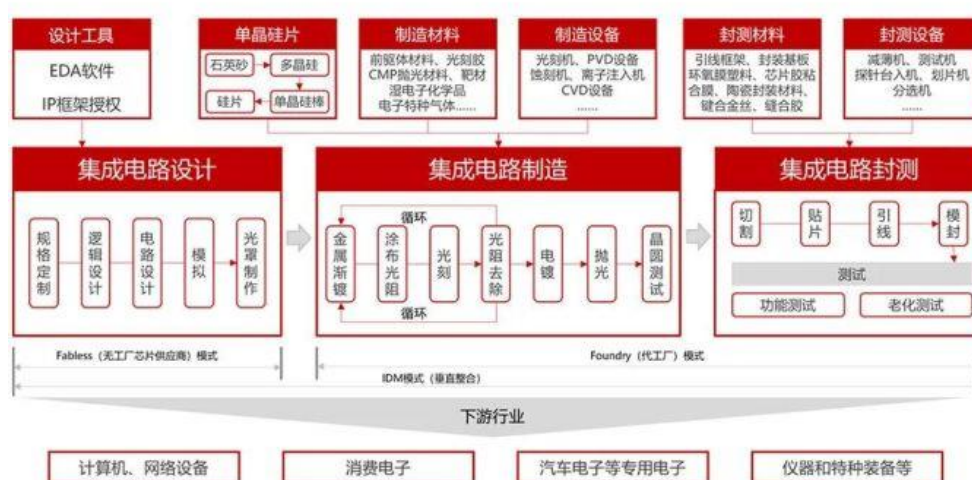 设计工具
EDA软件
IP框架授权
单晶硅片
石英砂
多晶硅
硅片
单晶硅棒
制造材料
前驱体材料、光刻胶
CMP抛光材料、靶材
湿电子化学品
电子特种气体......
制造设备
光刻机、PVD设备
蚀刻机、离子注入机
CVD设备
......
封测材料
引线框架、封装基板
环氧膜塑料、芯片胶粘
合膜、陶瓷封装材料、
键合金丝、缝合胶
封测设备
减薄机、测试机
探针台入机、划片机
分选机
......
集成电路设计
规格定制
逻辑设计
电路设计
模拟
光罩制作
集成电路制造
循环
金属渐镀
涂布光阻
光刻
光阻去除
电镀
抛光
晶圆测试
循环
集成电路封测
切割
贴片
引线
模封
测试
功能测试
老化测试
Fabless（无工厂芯片供应商）模式
Foundry（代工厂）模式
IDM模式（垂直整合）
下游行业
计算机、网络设备
消费电子
汽车电子等专用电子
仪器和特种装备等